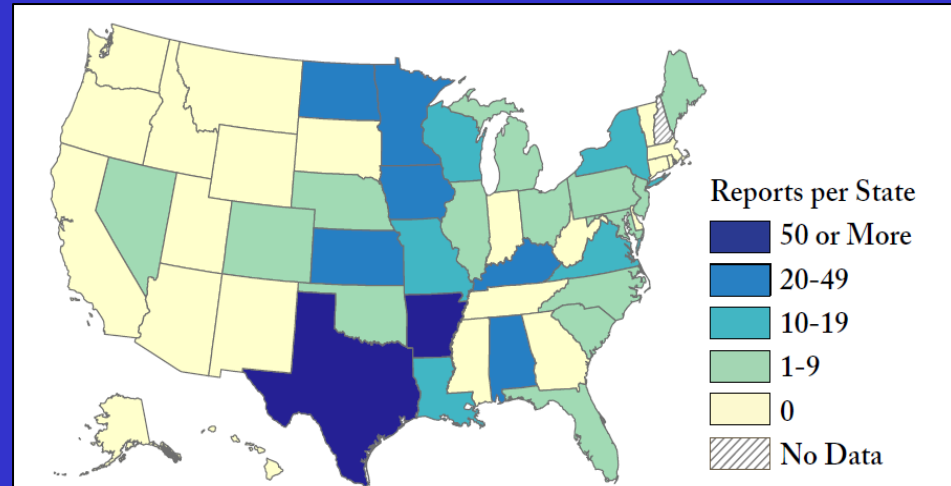 Reports per State
50 or More
20-49
10-19
1-9
0
No Data